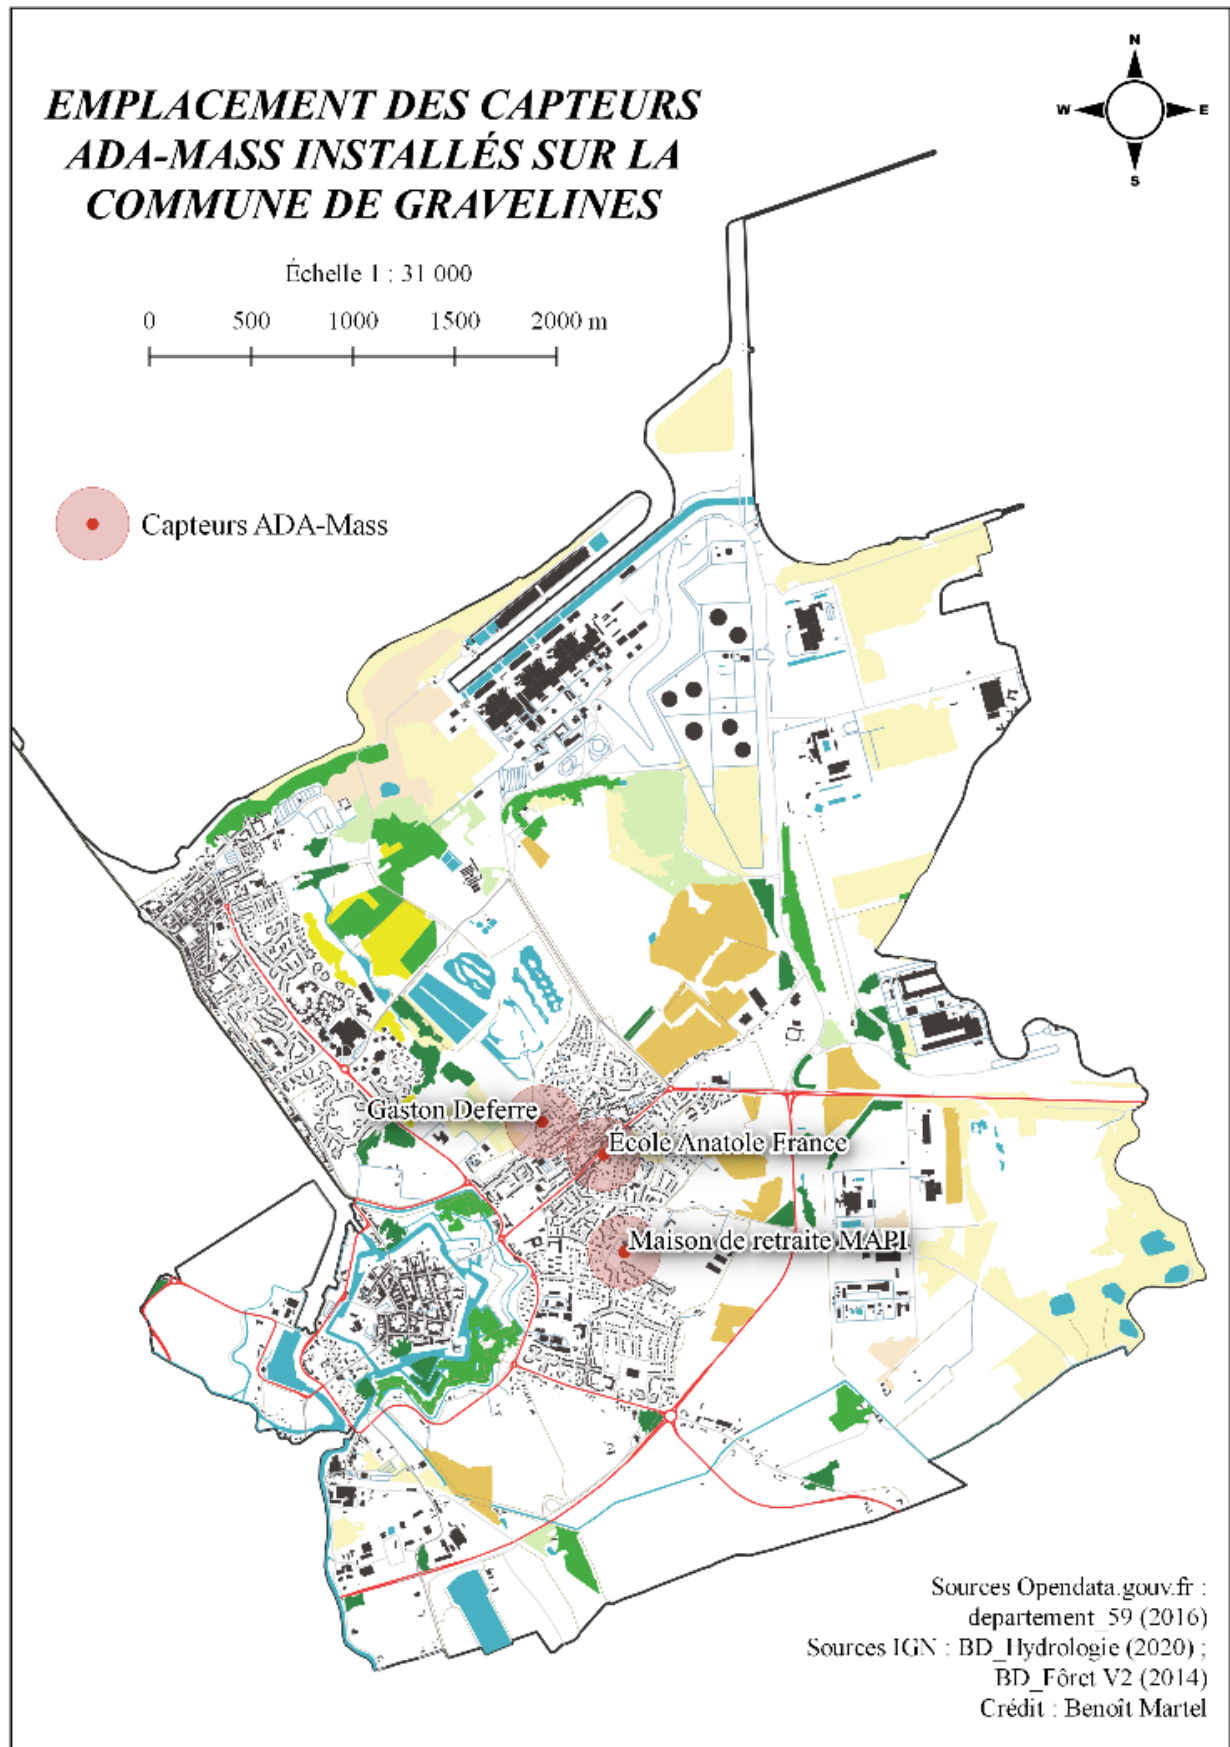 N
W E
S
EMPLACEMENT DES CAPTEURS
ADA-MASS INSTALLÉS SUR LA
COMMUNE DE GRAVELINES
Échelle 1 : 31 000
0 500 1000 1500 2000 m
Capteurs ADA-Mass
Gaston Deferre
École Anatole France
Maison de retraite MAPI
Sources Opendata.gouv.fr :
departement_59 (2016)
Sources IGN : BD_Hydrologie (2020) ;
BD_Fôret V2 (2014)
Crédit : Benoît Martel